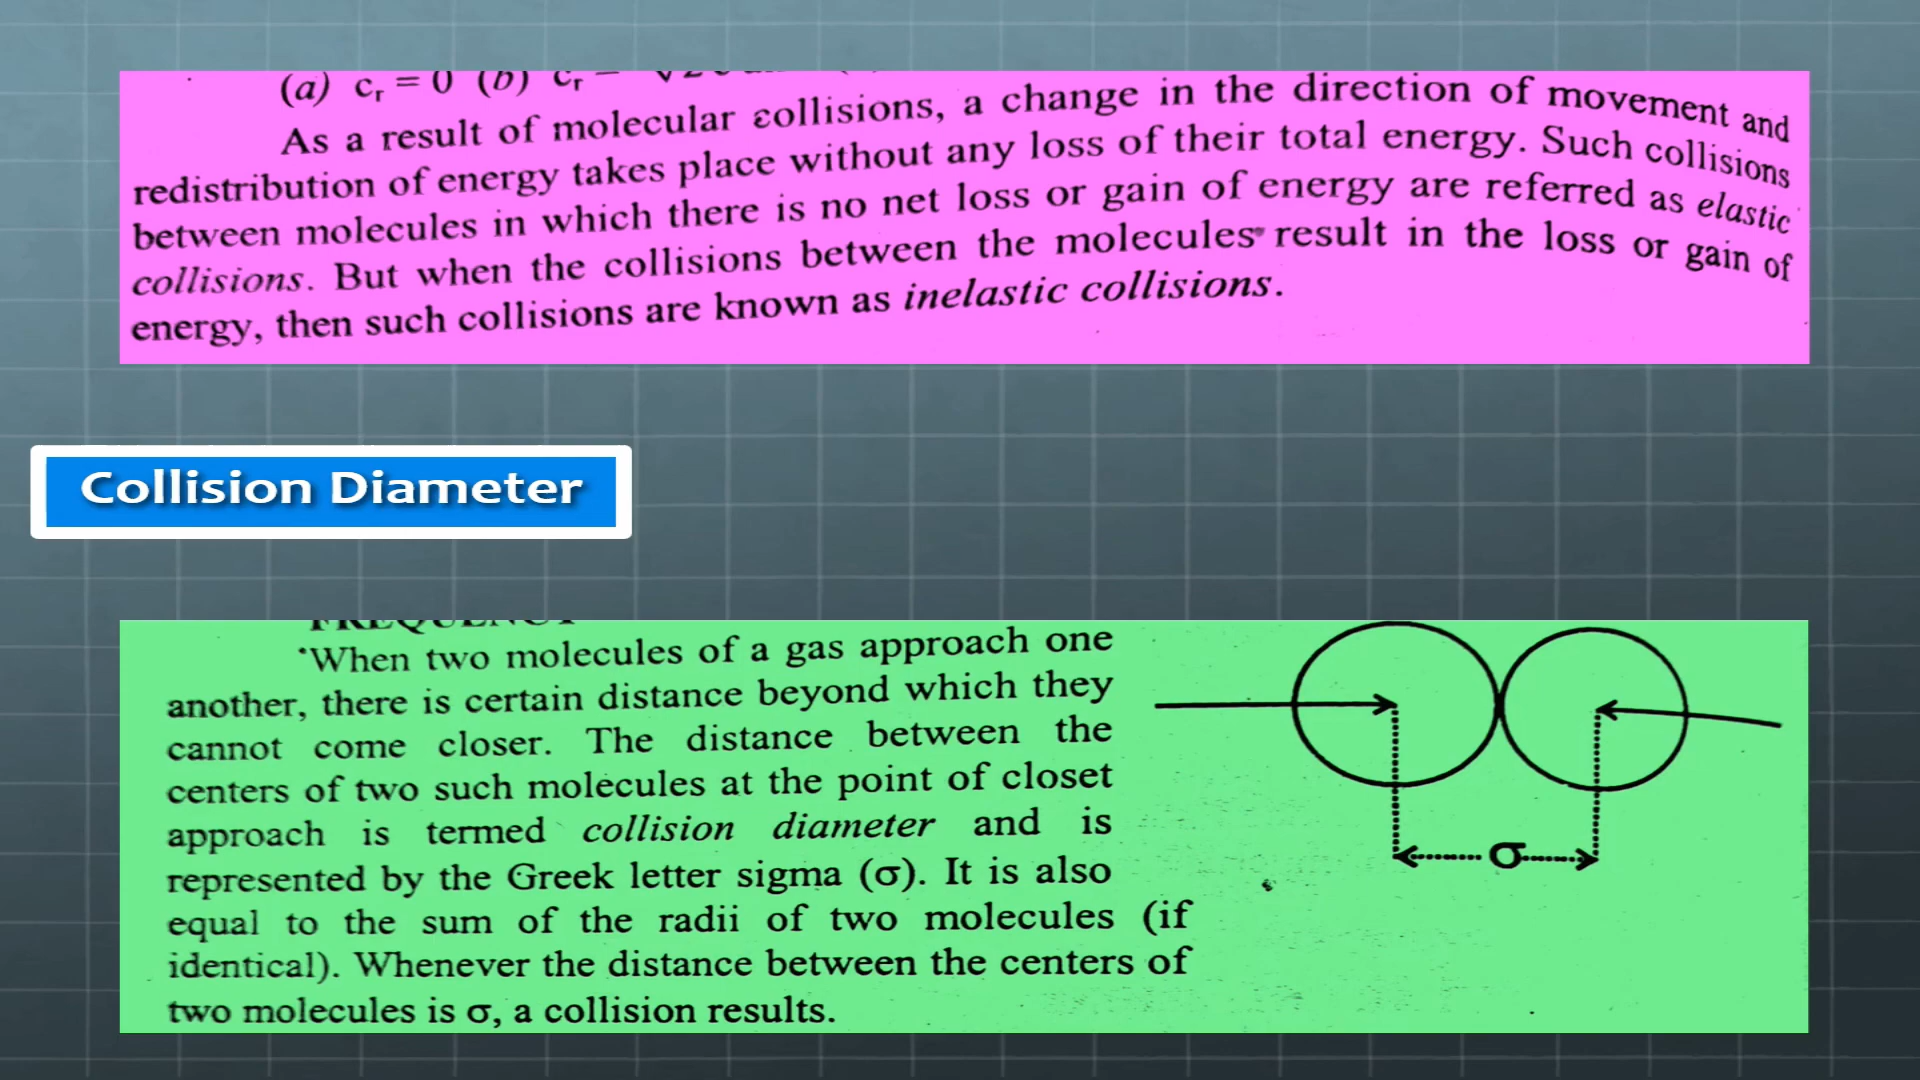 (a) cᵣ = 0 (b) cᵣ =
As a result of molecular collisions, a change in the direction of movement and
redistribution of energy takes place without any loss of their total energy. Such collisions
between molecules in which there is no net loss or gain of energy are referred as elastic
collisions. But when the collisions between the molecules result in the loss or gain of
energy, then such collisions are known as inelastic collisions.
Collision Diameter
FREQUENCY
When two molecules of a gas approach one
another, there is certain distance beyond which they
cannot come closer. The distance between the
centers of two such molecules at the point of closet
approach is termed collision diameter and is
represented by the Greek letter sigma (σ). It is also
equal to the sum of the radii of two molecules (if
identical). Whenever the distance between the centers of
two molecules is σ, a collision results.
σ